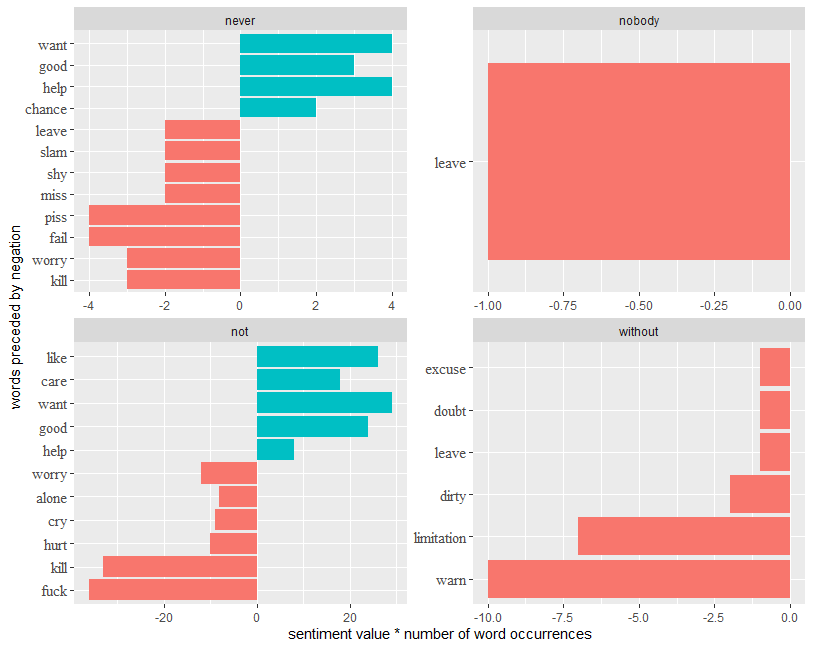 never
want
good
help
chance
leave
slam
shy
miss
piss
fail
worry
kill
-4 -2 0 2 4
nobody
leave
-1.00 -0.75 -0.50 -0.25 0.00
words preceded by negation
not
like
care
want
good
help
worry
alone
cry
hurt
kill
fuck
-20 0 20
without
excuse
doubt
leave
dirty
limitation
warn
-10.0 -7.5 -5.0 -2.5 0.0
sentiment value * number of word occurrences